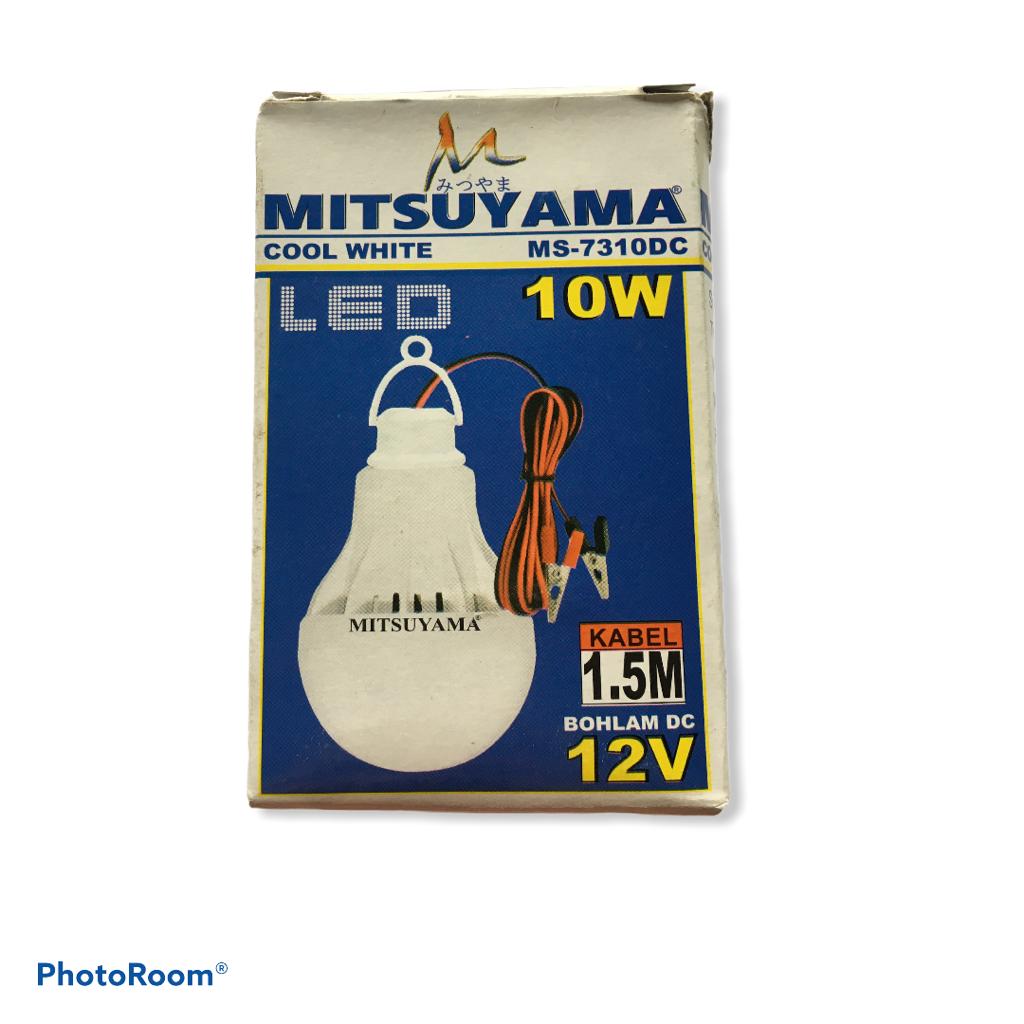 みつやま
MITSUYAMA®
COOL WHITE MS-7310DC
LED 10W
MITSUYAMA®
KABEL
1.5M
BOHLAM DC
12V
PhotoRoom®